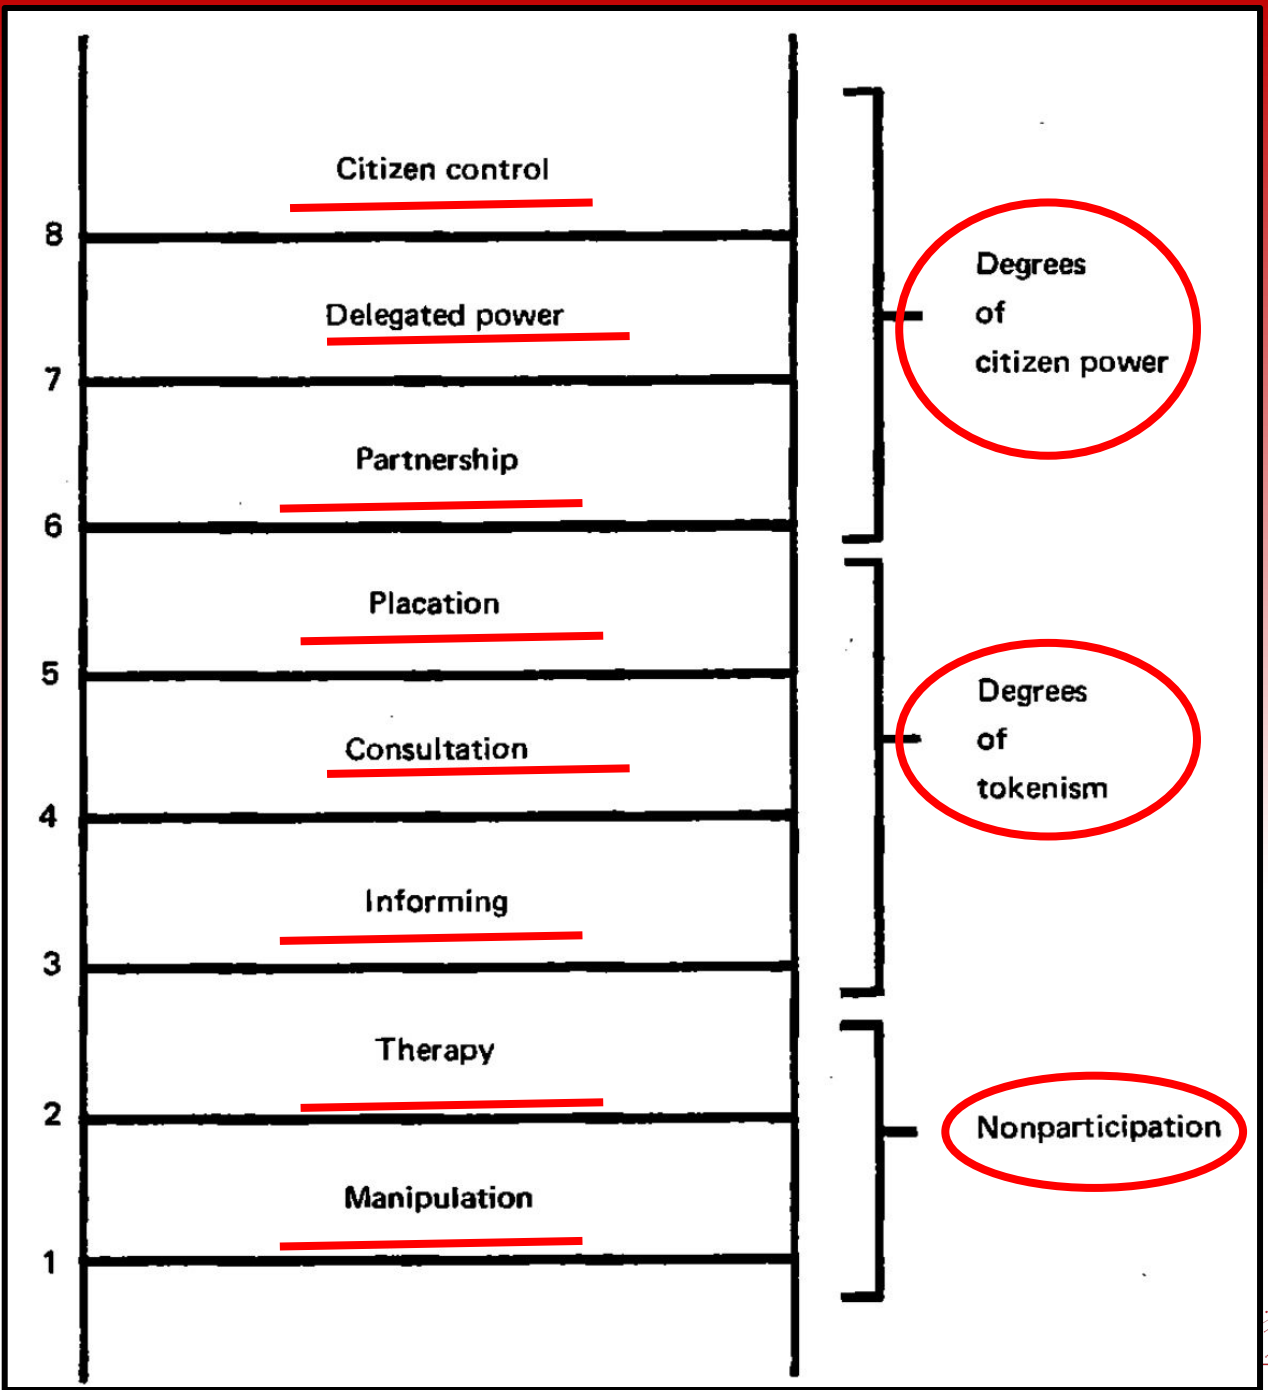 Citizen control
8
Delegated power
7
Partnership
6
Placation
5
Consultation
4
Informing
3
Therapy
2
Manipulation
1
Degrees
of
citizen power
Degrees
of
tokenism
Nonparticipation